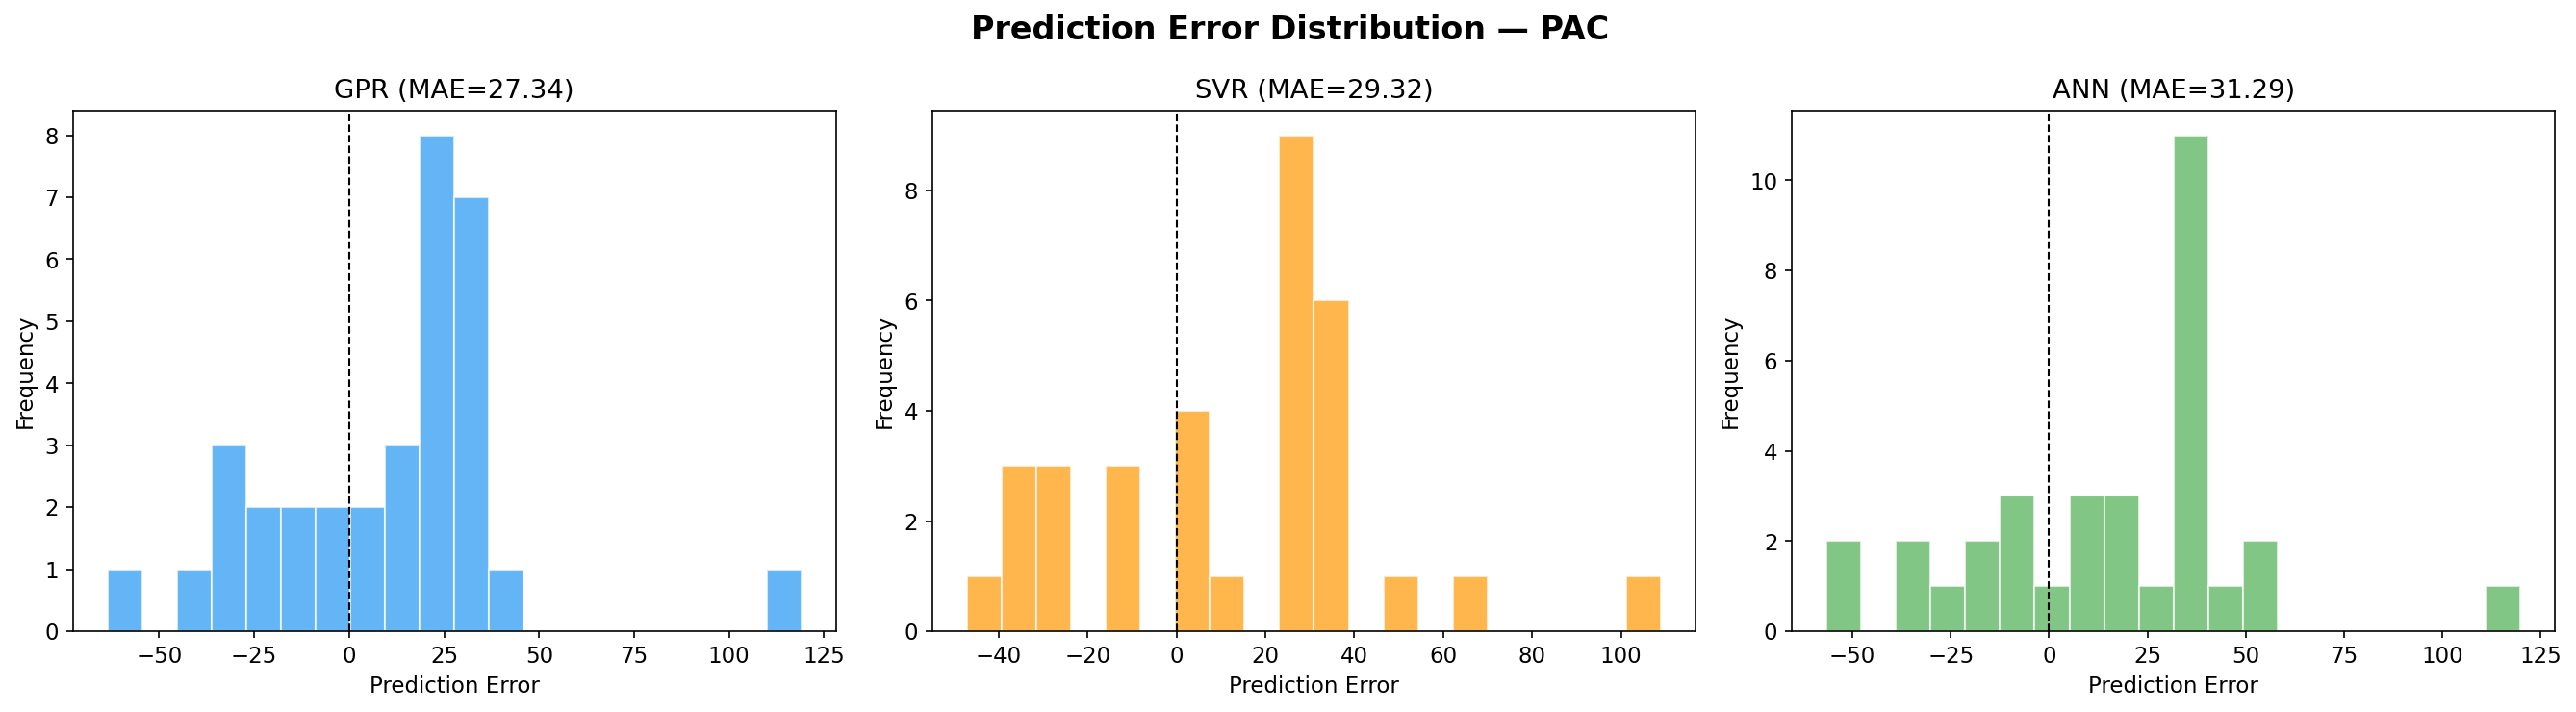 Prediction Error Distribution — PAC
GPR (MAE=27.34)
8
7
6
5
4
3
2
1
0
Frequency
−50 −25 0 25 50 75 100 125
Prediction Error
SVR (MAE=29.32)
8
6
4
2
0
Frequency
−40 −20 0 20 40 60 80 100
Prediction Error
ANN (MAE=31.29)
10
8
6
4
2
0
Frequency
−50 −25 0 25 50 75 100 125
Prediction Error